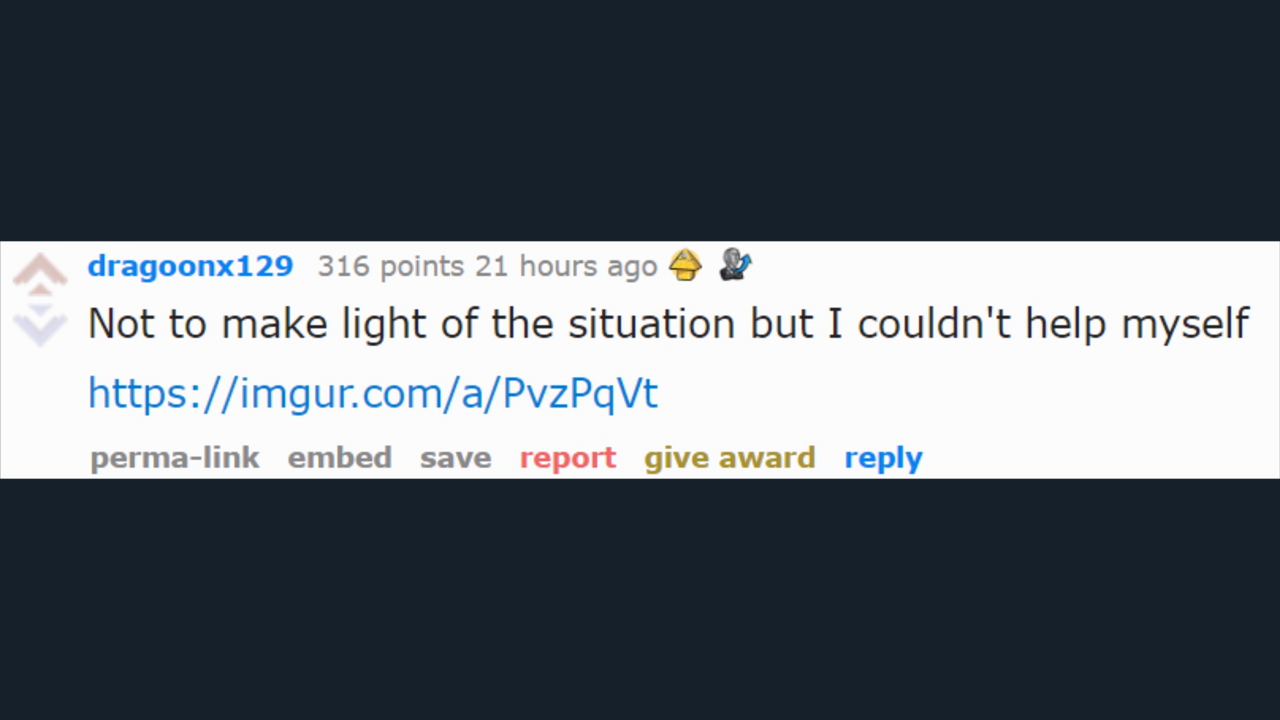 dragoonx129 316 points 21 hours ago
Not to make light of the situation but I couldn't help myself
https://imgur.com/a/PvzPqVt
perma-link embed save report give award reply